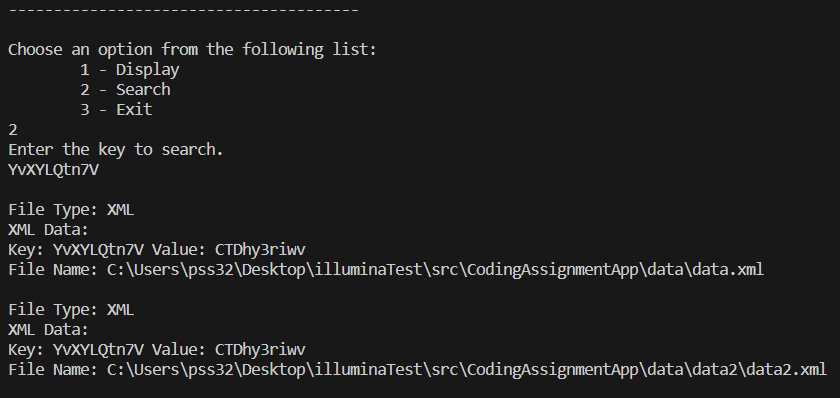 ---------------------------------------
Choose an option from the following list:
1 - Display
2 - Search
3 - Exit
2
Enter the key to search.
YvXYLQtn7V
File Type: XML
XML Data:
Key: YvXYLQtn7V Value: CTDhy3riwv
File Name: C:\Users\pss32\Desktop\illuminaTest\src\CodingAssignmentApp\data\data.xml
File Type: XML
XML Data:
Key: YvXYLQtn7V Value: CTDhy3riwv
File Name: C:\Users\pss32\Desktop\illuminaTest\src\CodingAssignmentApp\data\data2\data2.xml